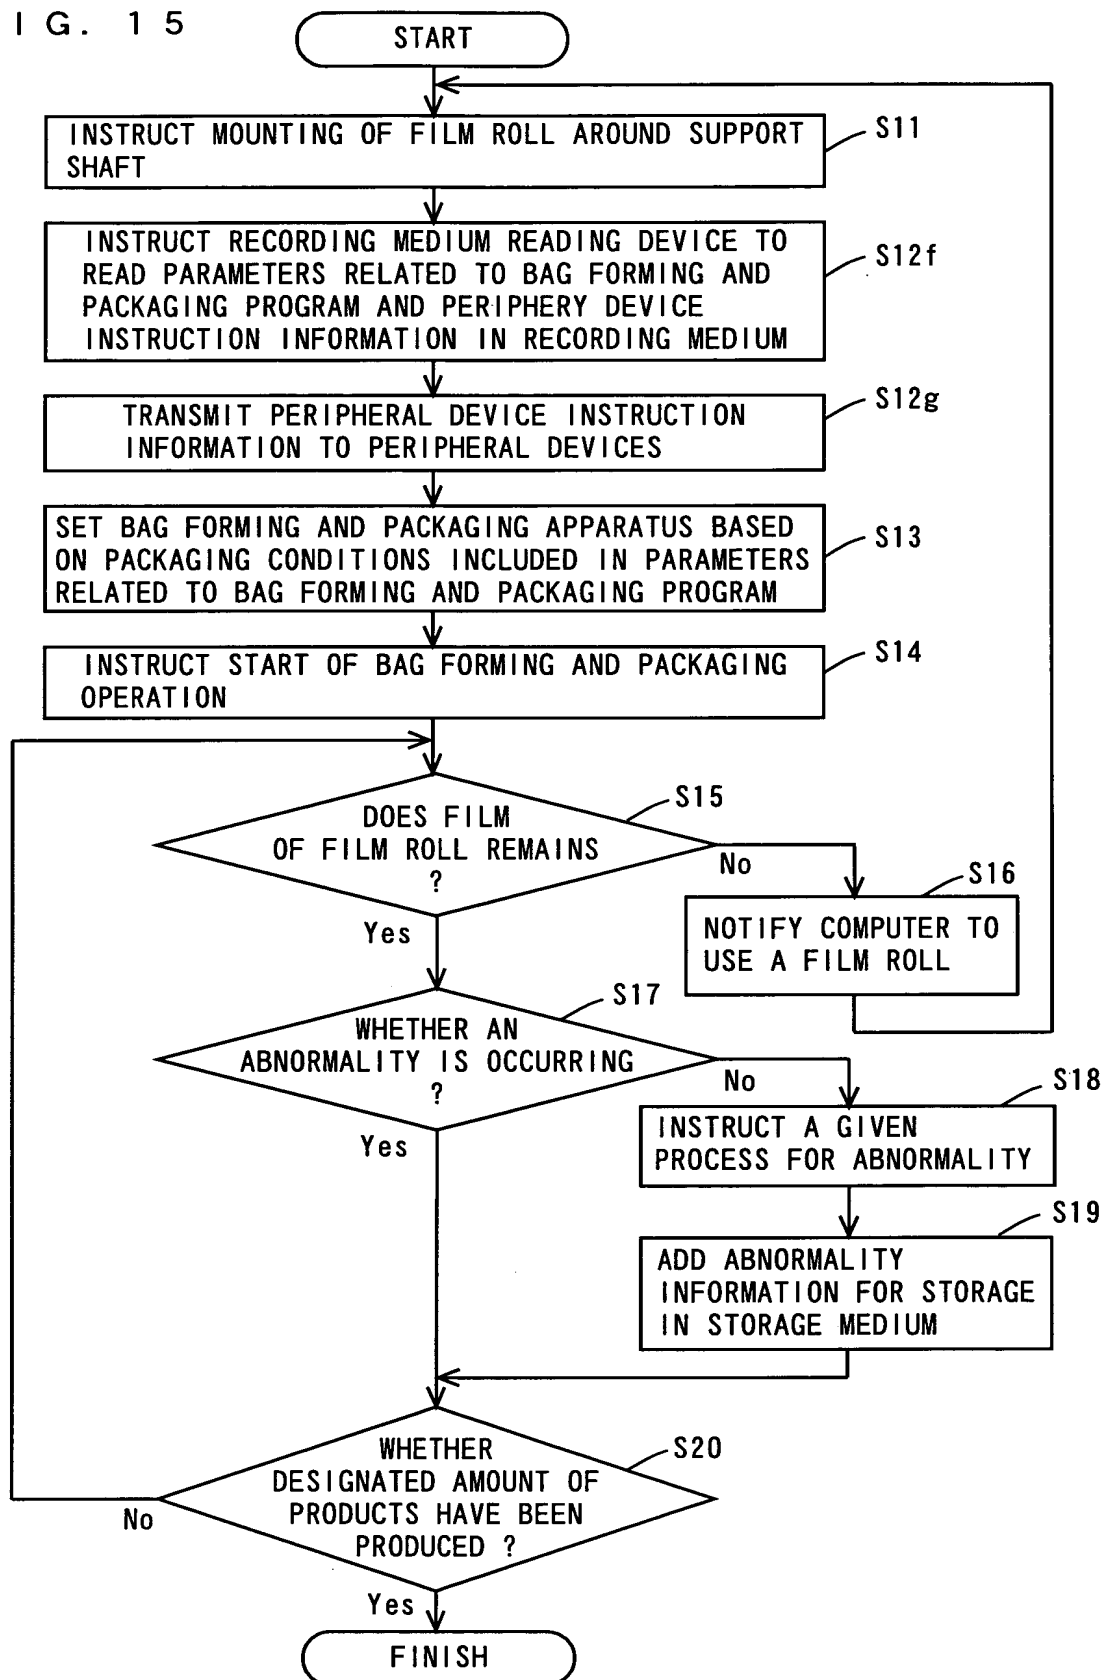 IG. 15
START
INSTRUCT MOUNTING OF FILM ROLL AROUND SUPPORT
SHAFT
S11
INSTRUCT RECORDING MEDIUM READING DEVICE TO
READ PARAMETERS RELATED TO BAG FORMING AND
PACKAGING PROGRAM AND PERIPHERY DEVICE
INSTRUCTION INFORMATION IN RECORDING MEDIUM
S12f
TRANSMIT PERIPHERAL DEVICE INSTRUCTION
INFORMATION TO PERIPHERAL DEVICES
S12g
SET BAG FORMING AND PACKAGING APPARATUS BASED
ON PACKAGING CONDITIONS INCLUDED IN PARAMETERS
RELATED TO BAG FORMING AND PACKAGING PROGRAM
S13
INSTRUCT START OF BAG FORMING AND PACKAGING
OPERATION
S14
DOES FILM
OF FILM ROLL REMAINS
?
S15
No
Yes
S16
NOTIFY COMPUTER TO
USE A FILM ROLL
WHETHER AN
ABNORMALITY IS OCCURRING
?
S17
No
Yes
S18
INSTRUCT A GIVEN
PROCESS FOR ABNORMALITY
S19
ADD ABNORMALITY
INFORMATION FOR STORAGE
IN STORAGE MEDIUM
WHETHER
DESIGNATED AMOUNT OF
PRODUCTS HAVE BEEN
PRODUCED ?
S20
No
Yes
FINISH